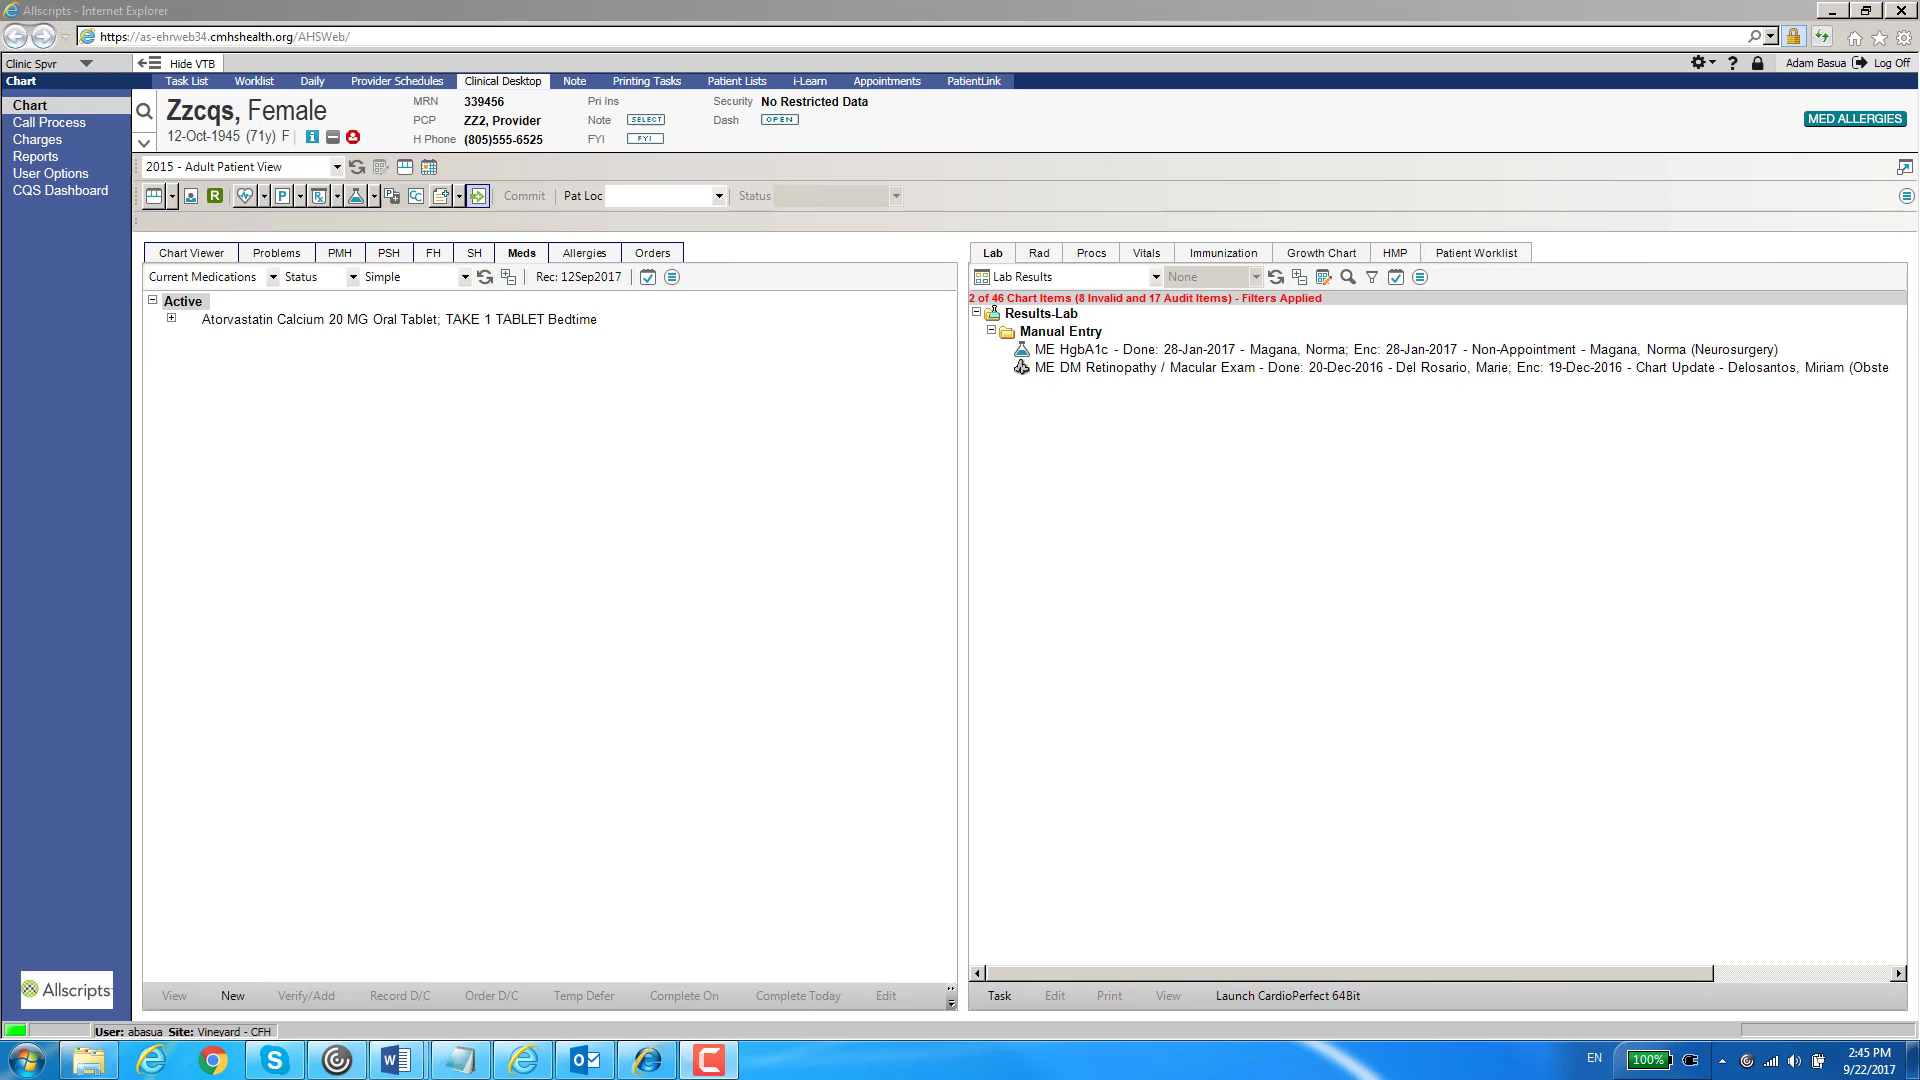 Allscripts - Internet Explorer
https://as-ehrweb34.cmhshealth.org/AHSWeb/
Clinic Spvr
Hide VTB
Adam Basua Log Off
Chart
Task List Worklist Daily Provider Schedules Clinical Desktop Note Printing Tasks Patient Lists i-Learn Appointments PatientLink
Chart
Call Process
Charges
Reports
User Options
CQS Dashboard
Zzcqs, Female
12-Oct-1945 (71y) F
MRN 339456
PCP ZZ2, Provider
H Phone (805)555-6525
Pri Ins
Note SELECT
FYI FYI
Security No Restricted Data
Dash OPEN
MED ALLERGIES
2015 - Adult Patient View
Commit Pat Loc Status
Chart Viewer Problems PMH PSH FH SH Meds Allergies Orders
Current Medications Status Simple Rec: 12Sep2017
Active
Atorvastatin Calcium 20 MG Oral Tablet; TAKE 1 TABLET Bedtime
View New Verify/Add Record D/C Order D/C Temp Defer Complete On Complete Today Edit
Lab Rad Procs Vitals Immunization Growth Chart HMP Patient Worklist
Lab Results None
2 of 46 Chart Items (8 Invalid and 17 Audit Items) - Filters Applied
Results-Lab
Manual Entry
ME HgbA1c - Done: 28-Jan-2017 - Magana, Norma; Enc: 28-Jan-2017 - Non-Appointment - Magana, Norma (Neurosurgery)
ME DM Retinopathy / Macular Exam - Done: 20-Dec-2016 - Del Rosario, Marie; Enc: 19-Dec-2016 - Chart Update - Delosantos, Miriam (Obste
Task Edit Print View Launch CardioPerfect 64Bit
Allscripts
User: abasua Site: Vineyard - CFH
EN
100%
2:45 PM
9/22/2017